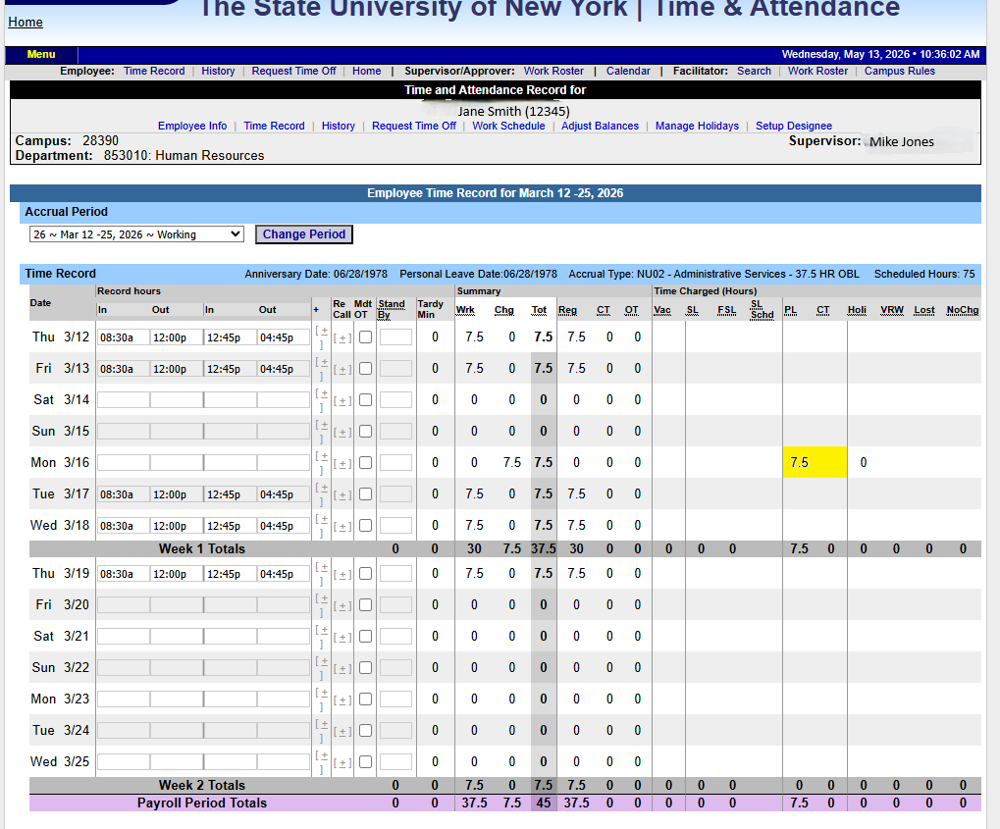 The State University of New York | Time & Attendance
Home
Menu
Wednesday, May 13, 2026 • 10:36:02 AM
Employee: Time Record | History | Request Time Off | Home | Supervisor/Approver: Work Roster | Calendar | Facilitator: Search | Work Roster | Campus Rules
Time and Attendance Record for
Jane Smith (12345)
Employee Info | Time Record | History | Request Time Off | Work Schedule | Adjust Balances | Manage Holidays | Setup Designee
Campus: 28390
Supervisor: Mike Jones
Department: 853010: Human Resources
Employee Time Record for March 12 -25, 2026
Accrual Period
26 ~ Mar 12 -25, 2026 ~ Working
Change Period
Time Record Anniversary Date: 06/28/1978 Personal Leave Date:06/28/1978 Accrual Type: NU02 - Administrative Services - 37.5 HR OBL Scheduled Hours: 75
Date Record hours Summary Time Charged (Hours)
In Out In Out + Re Call Mdt OT Stand By Tardy Min Wrk Chg Tot Reg CT OT Vac SL FSL SL Schd PL CT Holi VRW Lost NoChg
Thu 3/12 08:30a 12:00p 12:45p 04:45p [±] [±] 0 7.5 0 7.5 7.5 0 0
Fri 3/13 08:30a 12:00p 12:45p 04:45p [±] [±] 0 7.5 0 7.5 7.5 0 0
Sat 3/14 [±] [±] 0 0 0 0 0 0 0
Sun 3/15 [±] [±] 0 0 0 0 0 0 0
Mon 3/16 [±] [±] 0 0 7.5 7.5 0 0 0 7.5 0
Tue 3/17 08:30a 12:00p 12:45p 04:45p [±] [±] 0 7.5 0 7.5 7.5 0 0
Wed 3/18 08:30a 12:00p 12:45p 04:45p [±] [±] 0 7.5 0 7.5 7.5 0 0
Week 1 Totals 0 0 30 7.5 37.5 30 0 0 0 0 0 7.5 0 0 0 0 0
Thu 3/19 08:30a 12:00p 12:45p 04:45p [±] [±] 0 7.5 0 7.5 7.5 0 0
Fri 3/20 [±] [±] 0 0 0 0 0 0 0
Sat 3/21 [±] [±] 0 0 0 0 0 0 0
Sun 3/22 [±] [±] 0 0 0 0 0 0 0
Mon 3/23 [±] [±] 0 0 0 0 0 0 0
Tue 3/24 [±] [±] 0 0 0 0 0 0 0
Wed 3/25 [±] [±] 0 0 0 0 0 0 0
Week 2 Totals 0 0 7.5 0 7.5 7.5 0 0 0 0 0 0 0 0 0 0 0
Payroll Period Totals 0 0 37.5 7.5 45 37.5 0 0 0 0 0 7.5 0 0 0 0 0